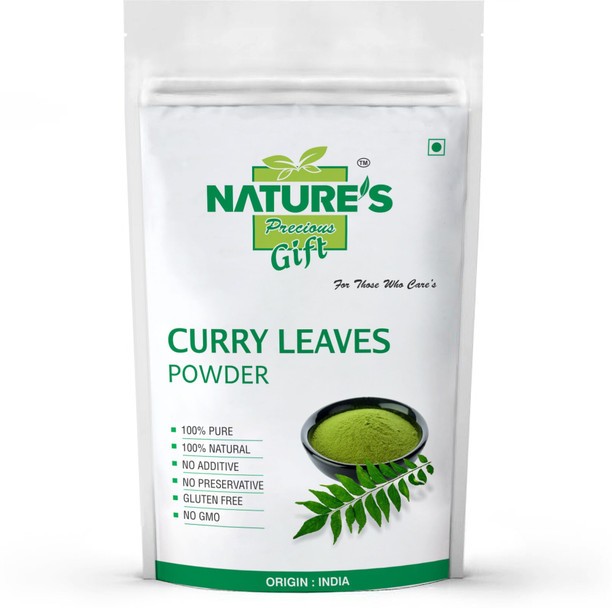 TM
NATURE'S
Precious
Gift
For Those Who Care's
CURRY LEAVES
POWDER
100% PURE
100% NATURAL
NO ADDITIVE
NO PRESERVATIVE
GLUTEN FREE
NO GMO
ORIGIN : INDIA